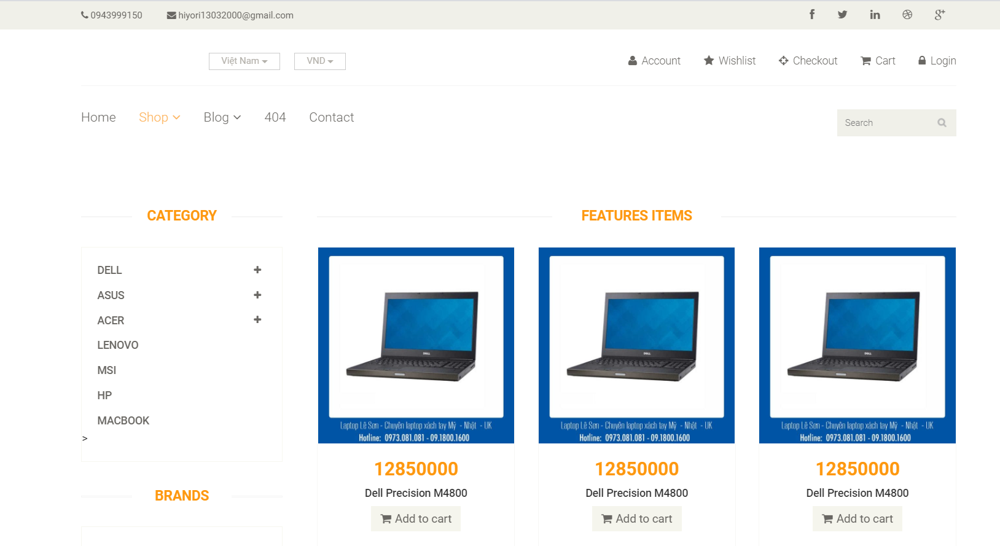 0943999150 hiyori13032000@gmail.com
Việt Nam VND Account Wishlist Checkout Cart Login
Home Shop Blog 404 Contact Search
CATEGORY
DELL
ASUS
ACER
LENOVO
MSI
HP
MACBOOK
>
BRANDS
FEATURES ITEMS
DELL
Laptop Lê Sơn - Chuyên laptop xách tay Mỹ - Nhật - UK
Hotline: 0973.081.081 - 09.1800.1600
12850000
Dell Precision M4800
Add to cart
DELL
Laptop Lê Sơn - Chuyên laptop xách tay Mỹ - Nhật - UK
Hotline: 0973.081.081 - 09.1800.1600
12850000
Dell Precision M4800
Add to cart
DELL
Laptop Lê Sơn - Chuyên laptop xách tay Mỹ - Nhật - UK
Hotline: 0973.081.081 - 09.1800.1600
12850000
Dell Precision M4800
Add to cart